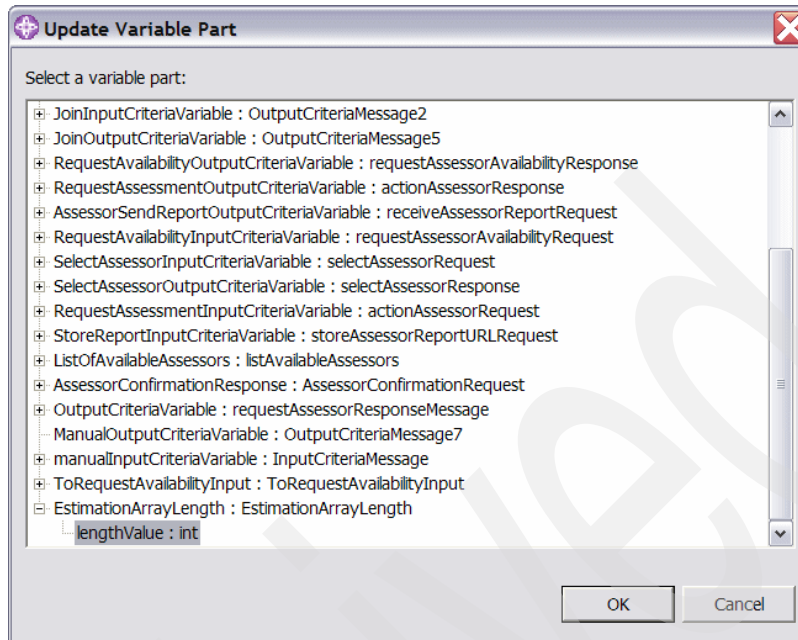 Update Variable Part
Select a variable part:
JoinInputCriteriaVariable : OutputCriteriaMessage2
JoinOutputCriteriaVariable : OutputCriteriaMessage5
RequestAvailabilityOutputCriteriaVariable : requestAssessorAvailabilityResponse
RequestAssessmentOutputCriteriaVariable : actionAssessorResponse
AssessorSendReportOutputCriteriaVariable : receiveAssessorReportRequest
RequestAvailabilityInputCriteriaVariable : requestAssessorAvailabilityRequest
SelectAssessorInputCriteriaVariable : selectAssessorRequest
SelectAssessorOutputCriteriaVariable : selectAssessorResponse
RequestAssessmentInputCriteriaVariable : actionAssessorRequest
StoreReportInputCriteriaVariable : storeAssessorReportURLRequest
ListOfAvailableAssessors : listAvailableAssessors
AssessorConfirmationResponse : AssessorConfirmationRequest
OutputCriteriaVariable : requestAssessorResponseMessage
ManualOutputCriteriaVariable : OutputCriteriaMessage7
manualInputCriteriaVariable : InputCriteriaMessage
ToRequestAvailabilityInput : ToRequestAvailabilityInput
EstimationArrayLength : EstimationArrayLength
lengthValue : int
OK Cancel